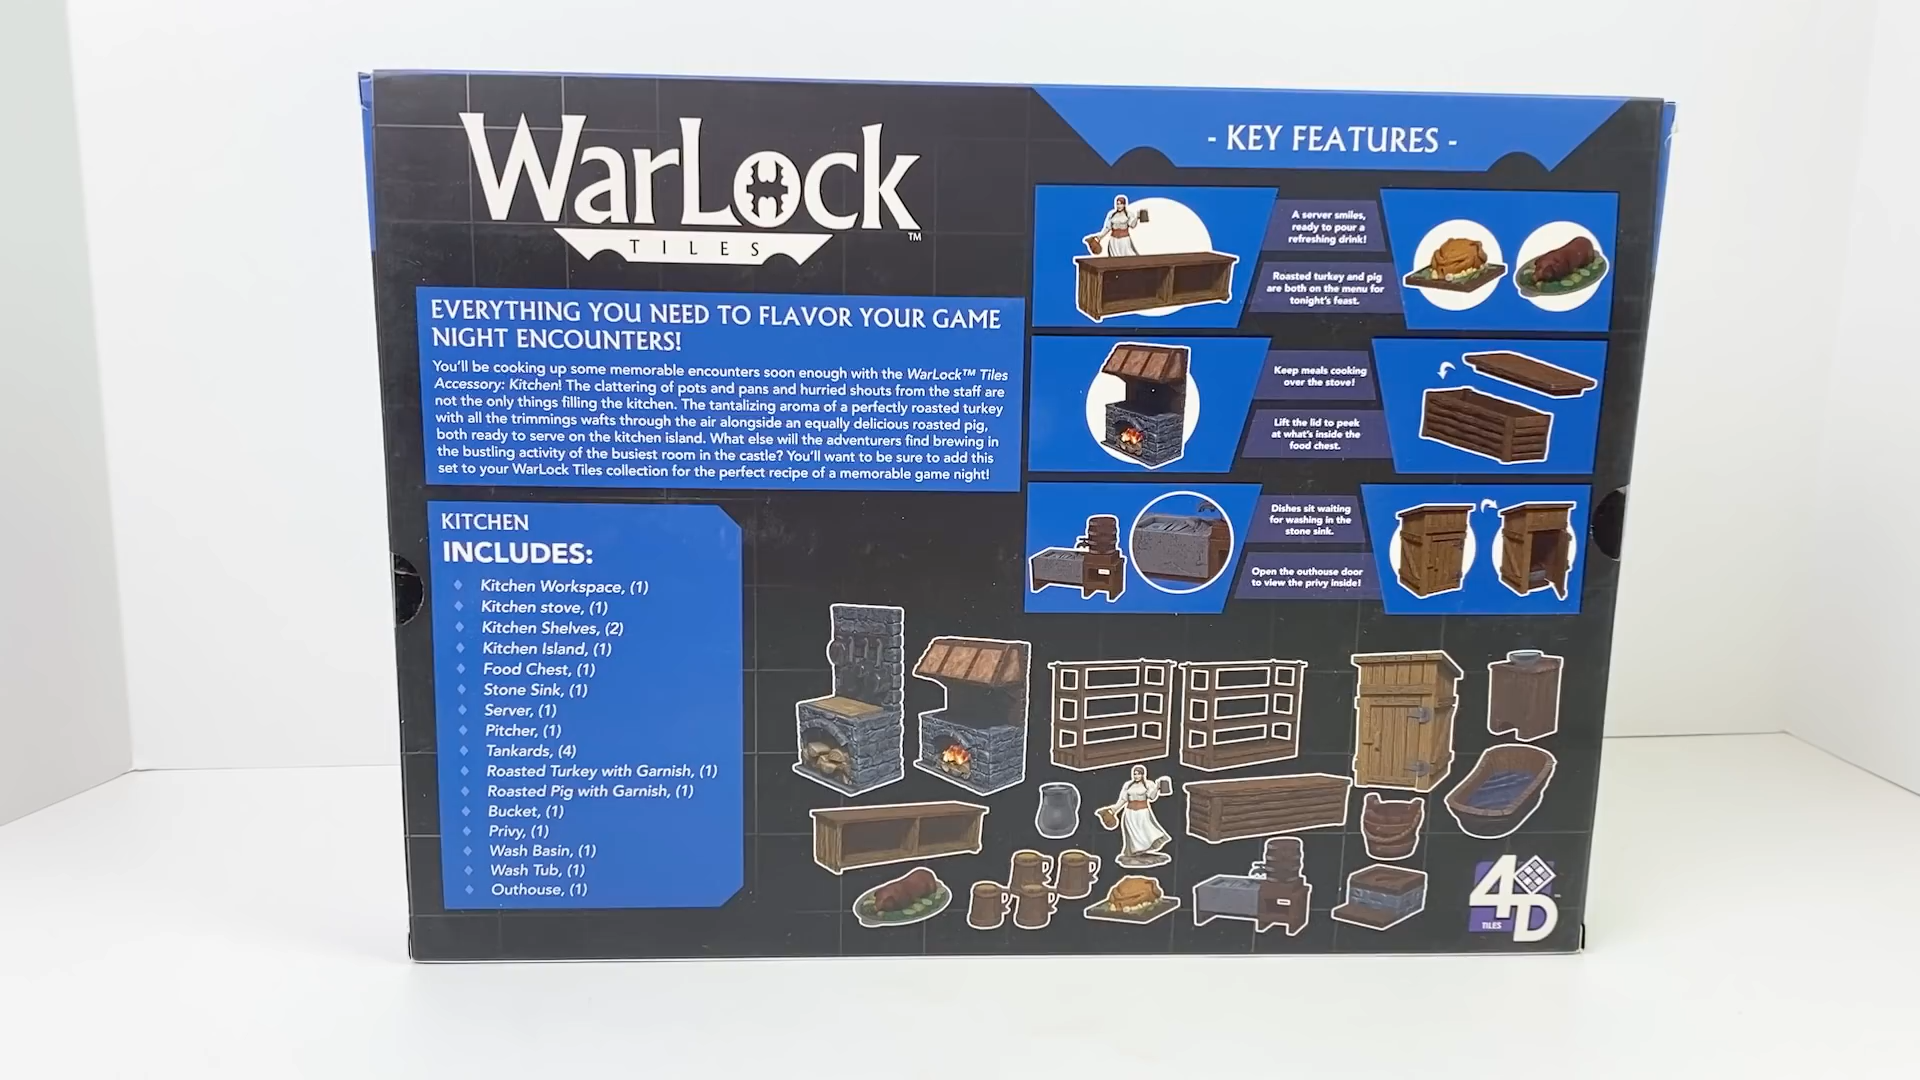 WarLock™
TILES
EVERYTHING YOU NEED TO FLAVOR YOUR GAME
NIGHT ENCOUNTERS!
You'll be cooking up some memorable encounters soon enough with the WarLock™ Tiles
Accessory: Kitchen! The clattering of pots and pans and hurried shouts from the staff are
not the only things filling the kitchen. The tantalizing aroma of a perfectly roasted turkey
with all the trimmings wafts through the air alongside an equally delicious roasted pig,
both ready to serve on the kitchen island. What else will the adventurers find brewing in
the bustling activity of the busiest room in the castle? You'll want to be sure to add this
set to your WarLock Tiles collection for the perfect recipe of a memorable game night!
KITCHEN
INCLUDES:
Kitchen Workspace, (1)
Kitchen stove, (1)
Kitchen Shelves, (2)
Kitchen Island, (1)
Food Chest, (1)
Stone Sink, (1)
Server, (1)
Pitcher, (1)
Tankards, (4)
Roasted Turkey with Garnish, (1)
Roasted Pig with Garnish, (1)
Bucket, (1)
Privy, (1)
Wash Basin, (1)
Wash Tub, (1)
Outhouse, (1)
- KEY FEATURES -
A server smiles,
ready to pour a
refreshing drink!
Roasted turkey and pig
are both on the menu for
tonight's feast.
Keep meals cooking
over the stove!
Lift the lid to peek
at what's inside the
food chest.
Dishes sit waiting
for washing in the
stone sink.
Open the outhouse door
to view the privy inside!
4D
TILES